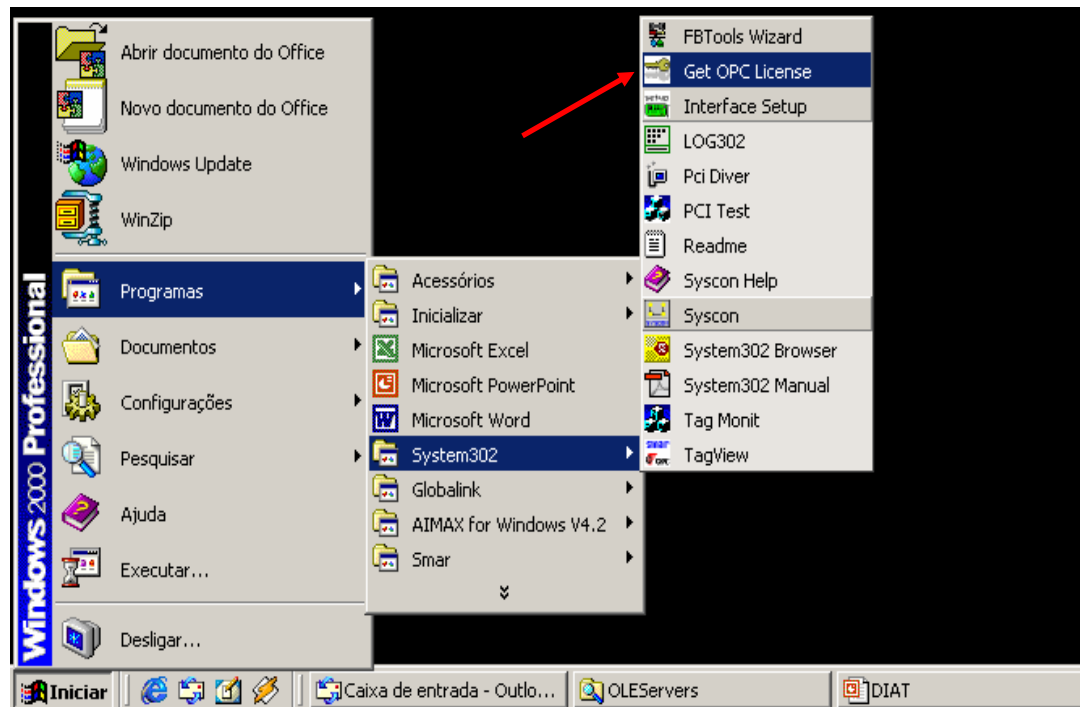 Windows 2000 Professional
Abrir documento do Office
Novo documento do Office
Windows Update
WinZip
Programas
Documentos
Configurações
Pesquisar
Ajuda
Executar...
Desligar...
Acessórios
Inicializar
Microsoft Excel
Microsoft PowerPoint
Microsoft Word
System302
Globalink
AIMAX for Windows V4.2
Smar
FBTools Wizard
Get OPC License
Interface Setup
LOG302
Pci Diver
PCI Test
Readme
Syscon Help
Syscon
System302 Browser
System302 Manual
Tag Monit
TagView
Iniciar
Caixa de entrada - Outlo...
OLEServers
DIAT